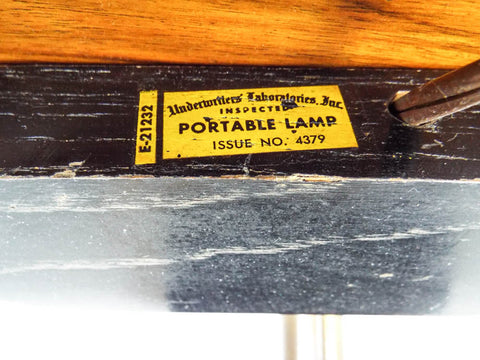 E-21232
Underwriters' Laboratories, Inc.
INSPECTED
PORTABLE LAMP
ISSUE NO. 4379